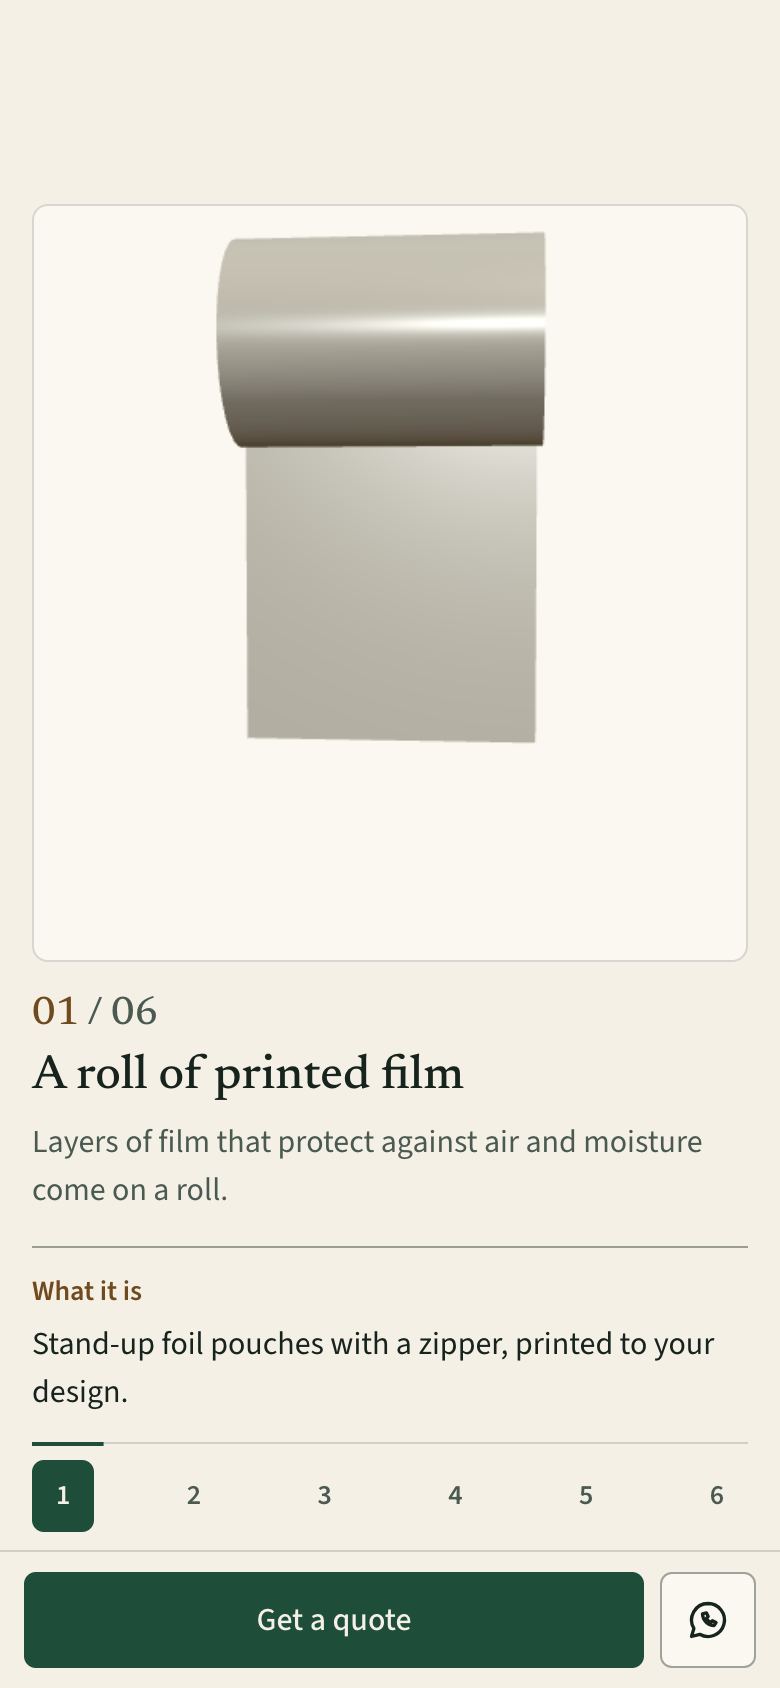 01 / 06
A roll of printed film
Layers of film that protect against air and moisture
come on a roll.
What it is
Stand-up foil pouches with a zipper, printed to your
design.
1 2 3 4 5 6
Get a quote